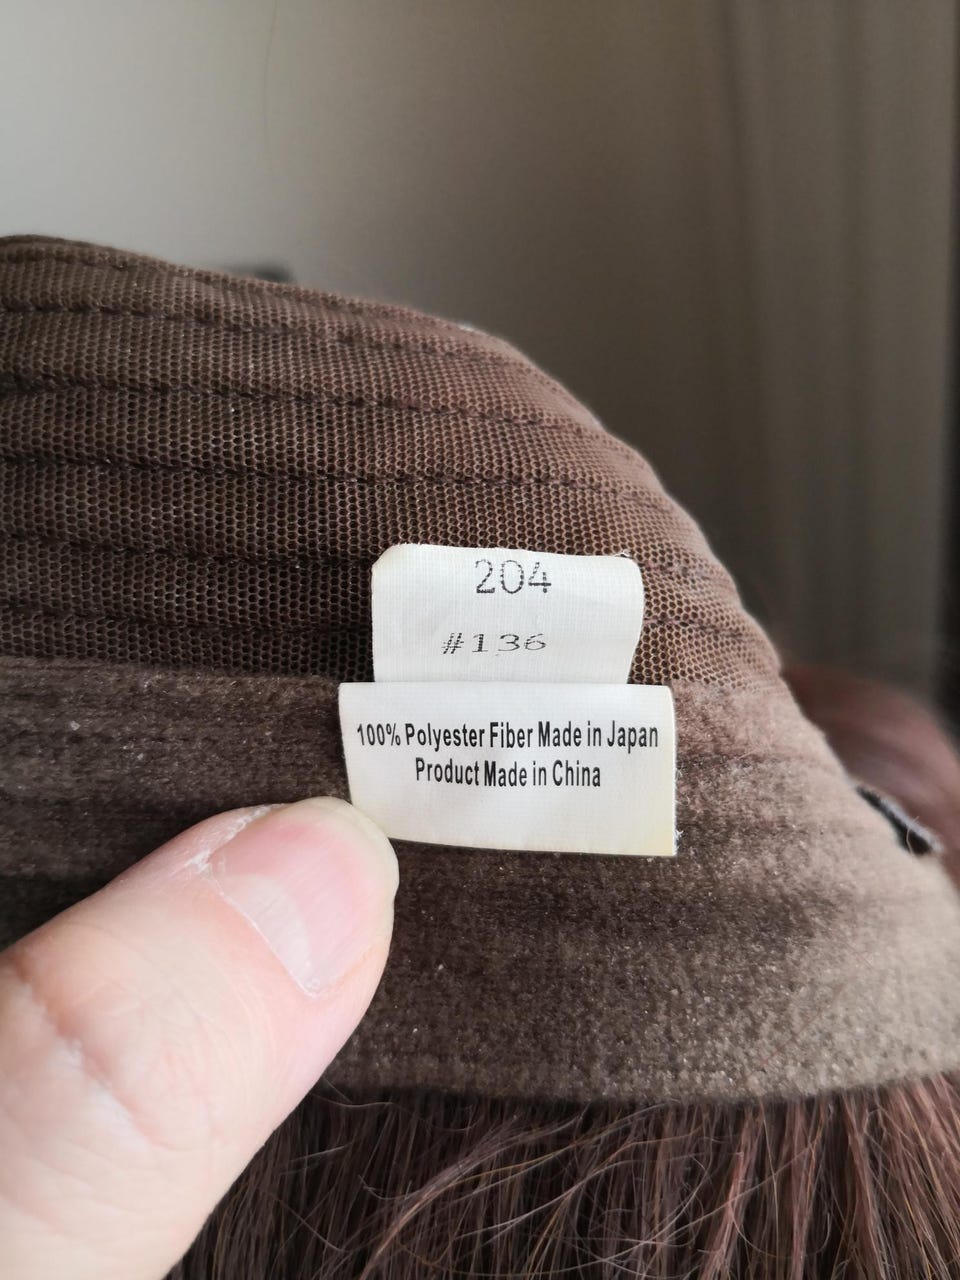 204
#136
100% Polyester Fiber Made in Japan
Product Made in China